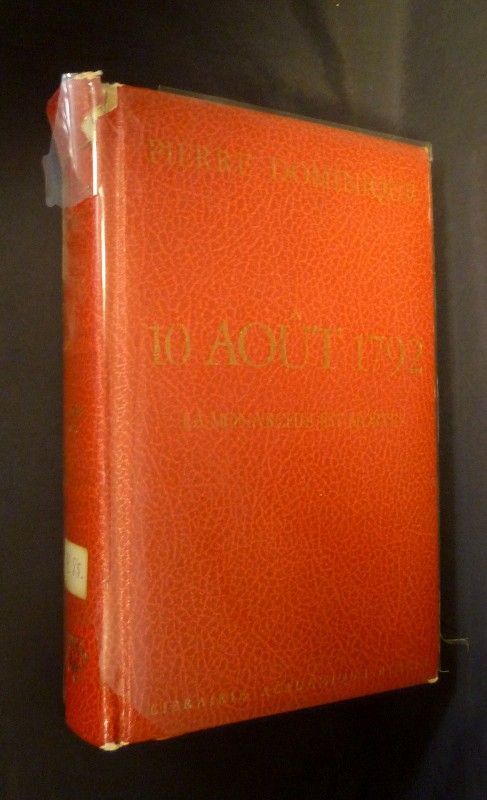 PIERRE DOMINIQUE
10 AOÛT 1792
LA MONARCHIE EST MORTE
LIBRAIRIE ACADÉMIQUE PERRIN